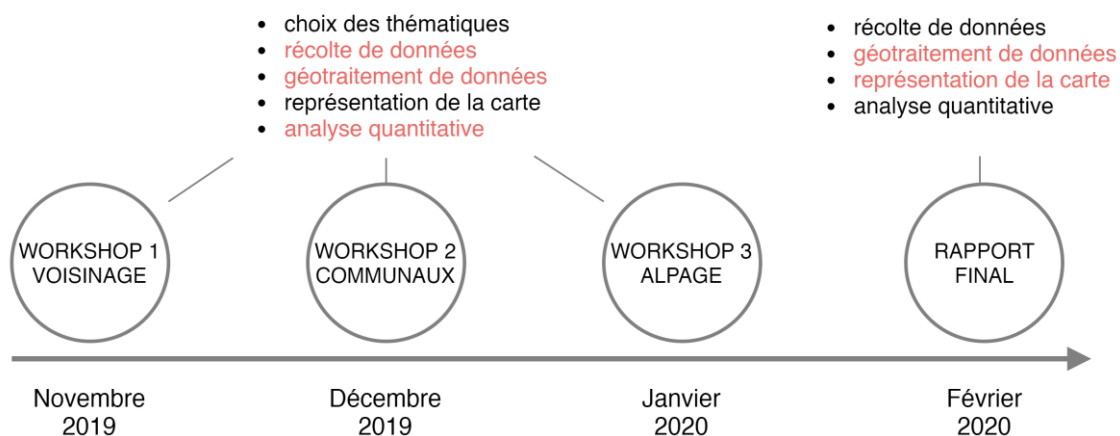 • choix des thématiques
• récolte de données
• géotraitement de données
• représentation de la carte
• analyse quantitative
• récolte de données
• géotraitement de données
• représentation de la carte
• analyse quantitative
WORKSHOP 1
VOISINAGE
WORKSHOP 2
COMMUNAUX
WORKSHOP 3
ALPAGE
RAPPORT
FINAL
Novembre
2019
Décembre
2019
Janvier
2020
Février
2020